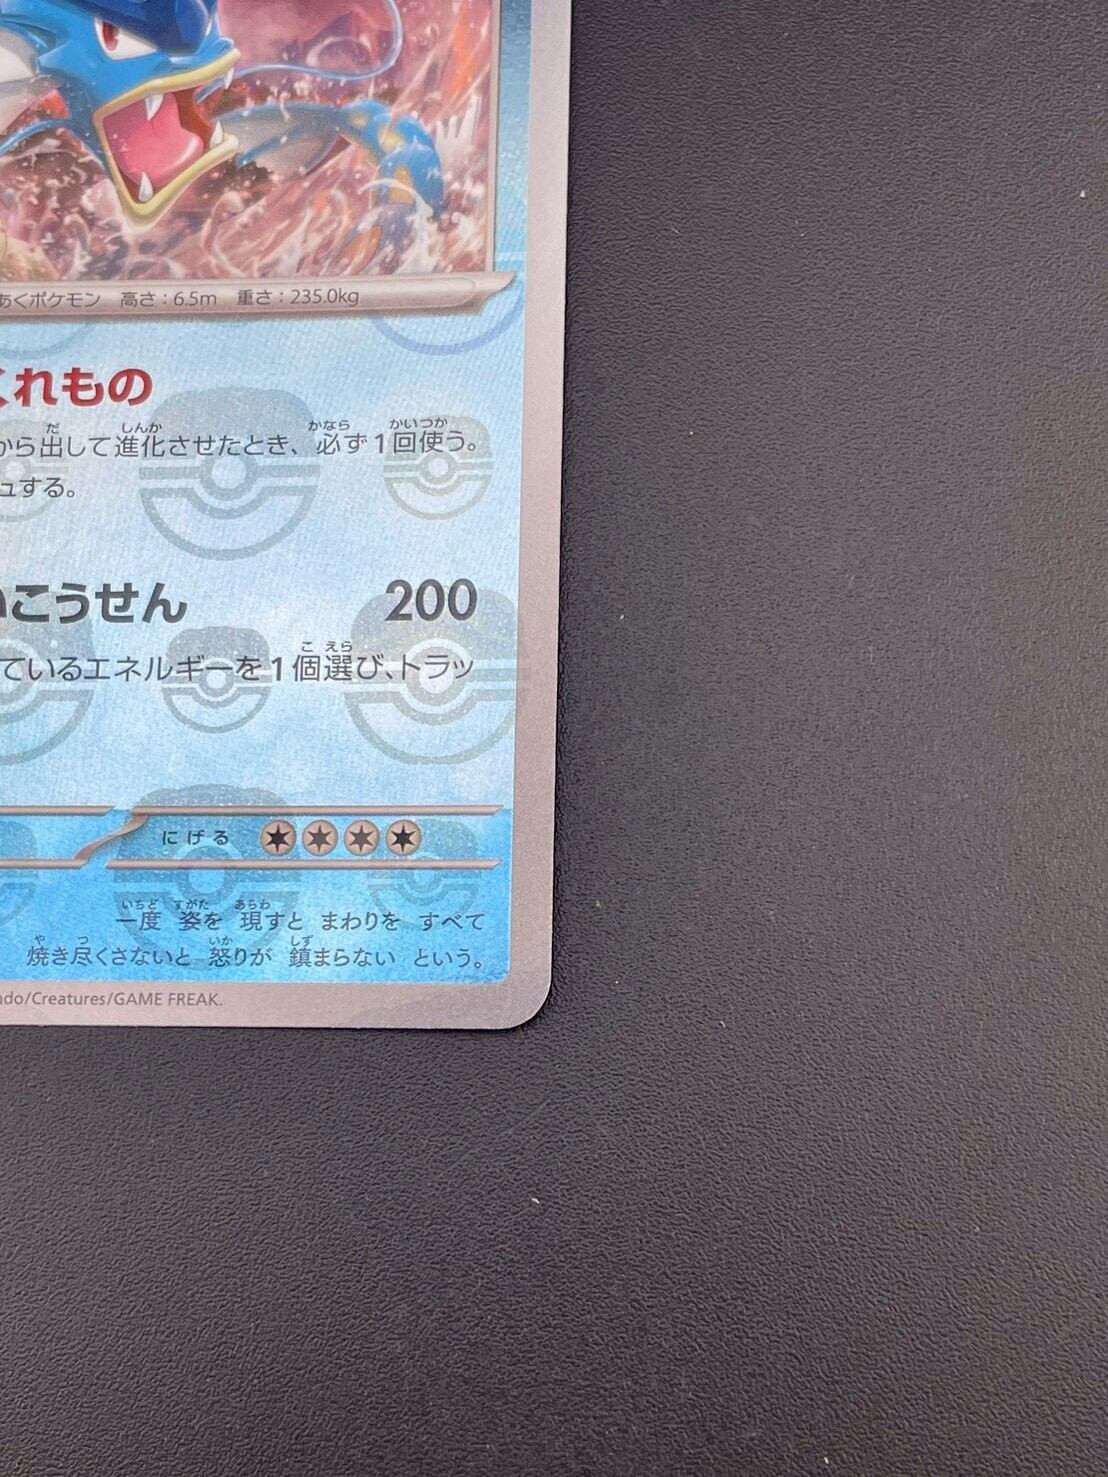 あくポケモン 高さ：6.5m 重さ：235.0kg
くれもの
から出して進化させたとき、必ず1回使う。
ュする。
いこうせん 200
ているエネルギーを1個選び、トラッ
にげる
一度 姿を 現すと まわりを すべて
焼き尽くさないと 怒りが 鎮まらない という。
ndo/Creatures/GAME FREAK.